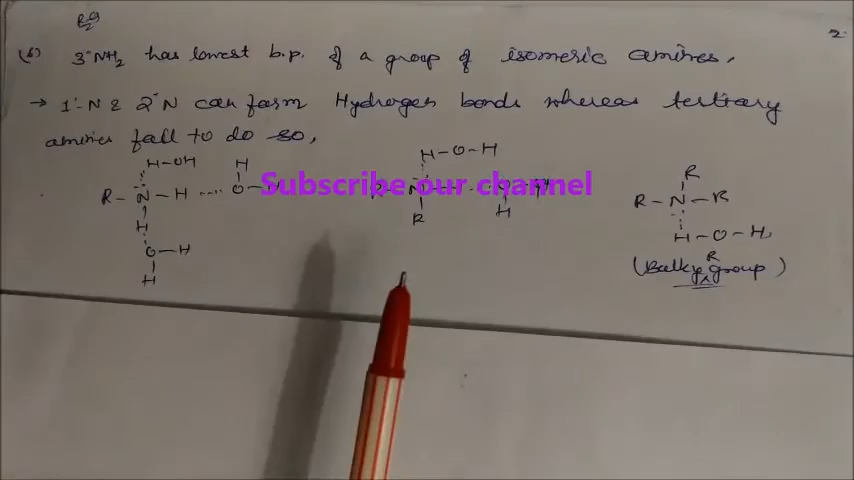 (b) 3° NH2 has lowest b.p. of a group of isomeric amines.
→ 1°-N & 2°N can form Hydrogen bonds whereas tertiary
amines fail to do so,
H-OH H
R-N-H ····· O-H
H
O-H
H
H-O-H
R
H
Subscribe our channel
R
R-N-R
H-O-H,
(Bulky R group)
2